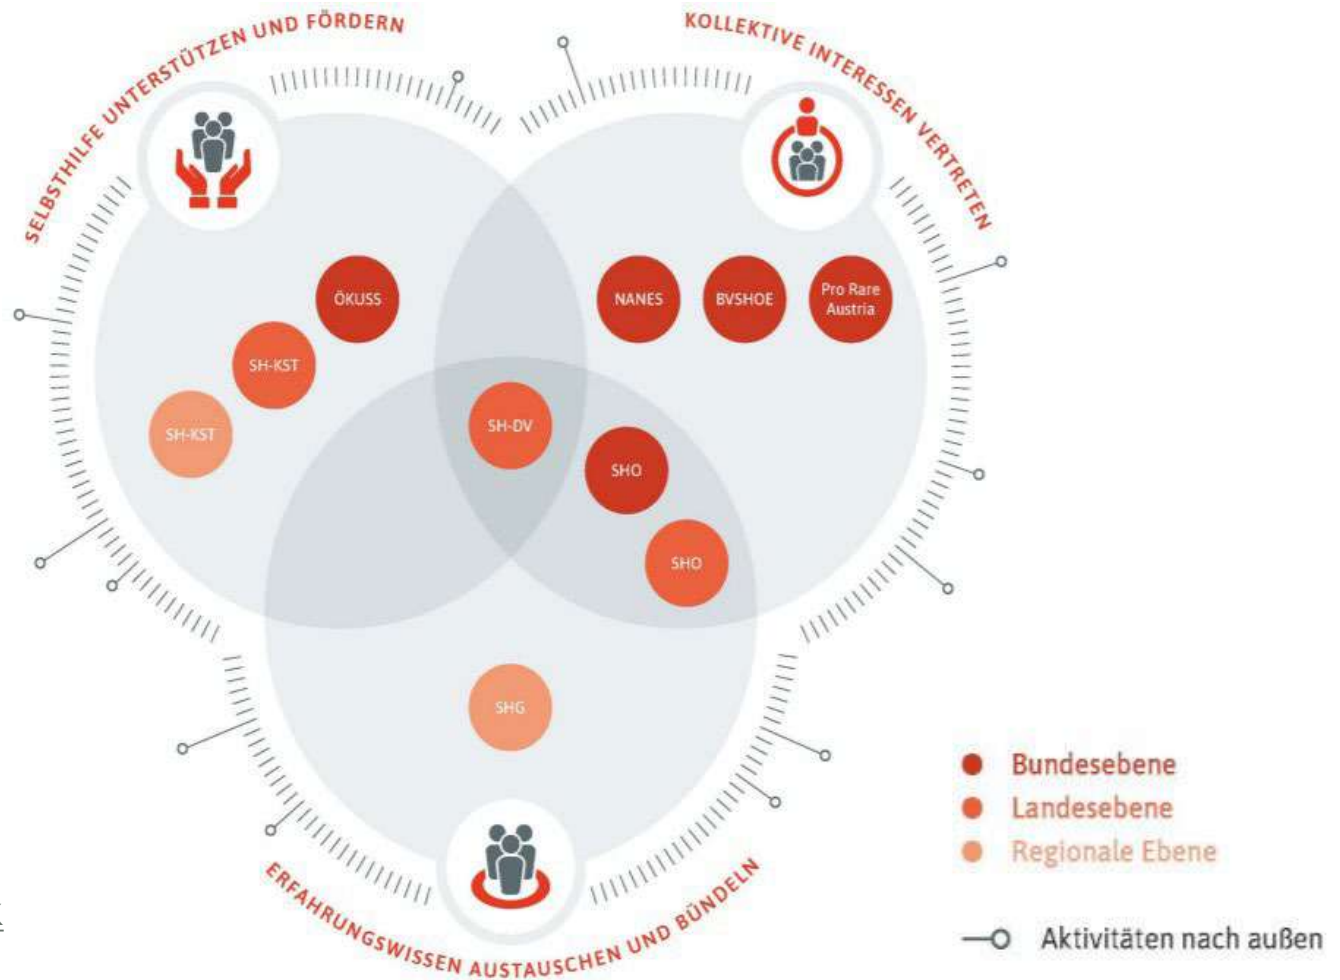 SELBSTHILFE UNTERSTÜTZEN UND FÖRDERN
KOLLEKTIVE INTERESSEN VERTRETEN
ÖKUSS
NANES
BVSHOE
Pro Rare
Austria
SH-KST
SH-KST
SH-DV
SHO
SHO
SHG
ERFAHRUNGSWISSEN AUSTAUSCHEN UND BÜNDELN
Bundesebene
Landesebene
Regionale Ebene
Aktivitäten nach außen